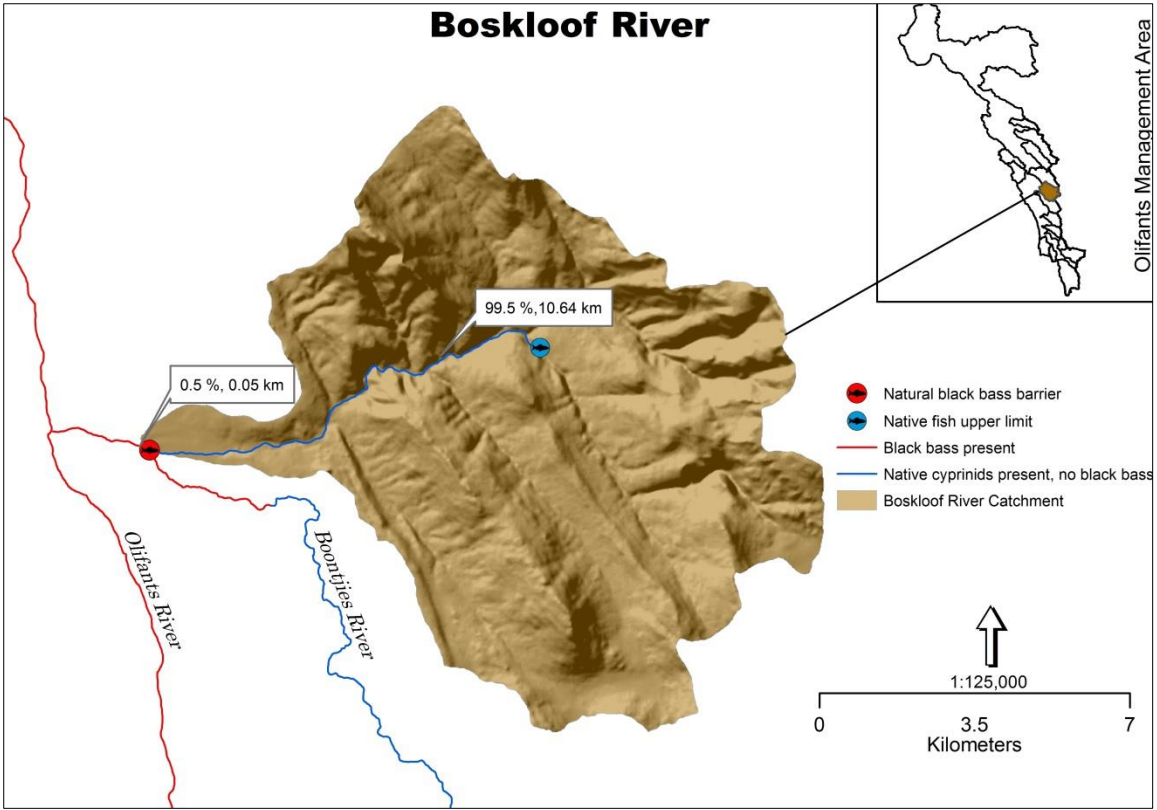 Boskloof River
Olifants Management Area
99.5 %,10.64 km
0.5 %, 0.05 km
Natural black bass barrier
Native fish upper limit
Black bass present
Native cyprinids present, no black bass
Boskloof River Catchment
Olifants River
Boontjies River
1:125,000
0 3.5 7
Kilometers